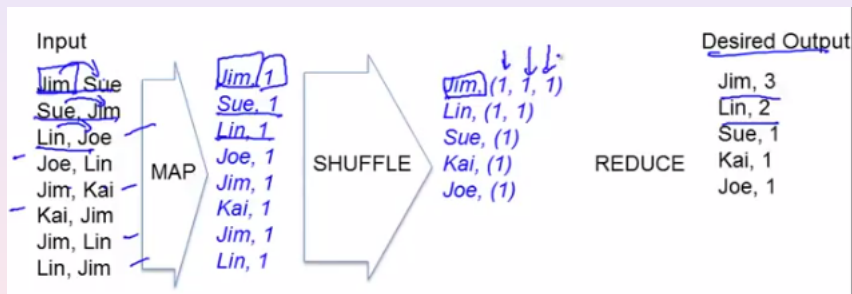 Input
Jim, Sue
Sue, Jim
Lin, Joe
Joe, Lin
Jim, Kai
Kai, Jim
Jim, Lin
Lin, Jim
MAP
Jim, 1
Sue, 1
Lin, 1
Joe, 1
Jim, 1
Kai, 1
Jim, 1
Lin, 1
SHUFFLE
Jim, (1, 1, 1)
Lin, (1, 1)
Sue, (1)
Kai, (1)
Joe, (1)
REDUCE
Desired Output
Jim, 3
Lin, 2
Sue, 1
Kai, 1
Joe, 1